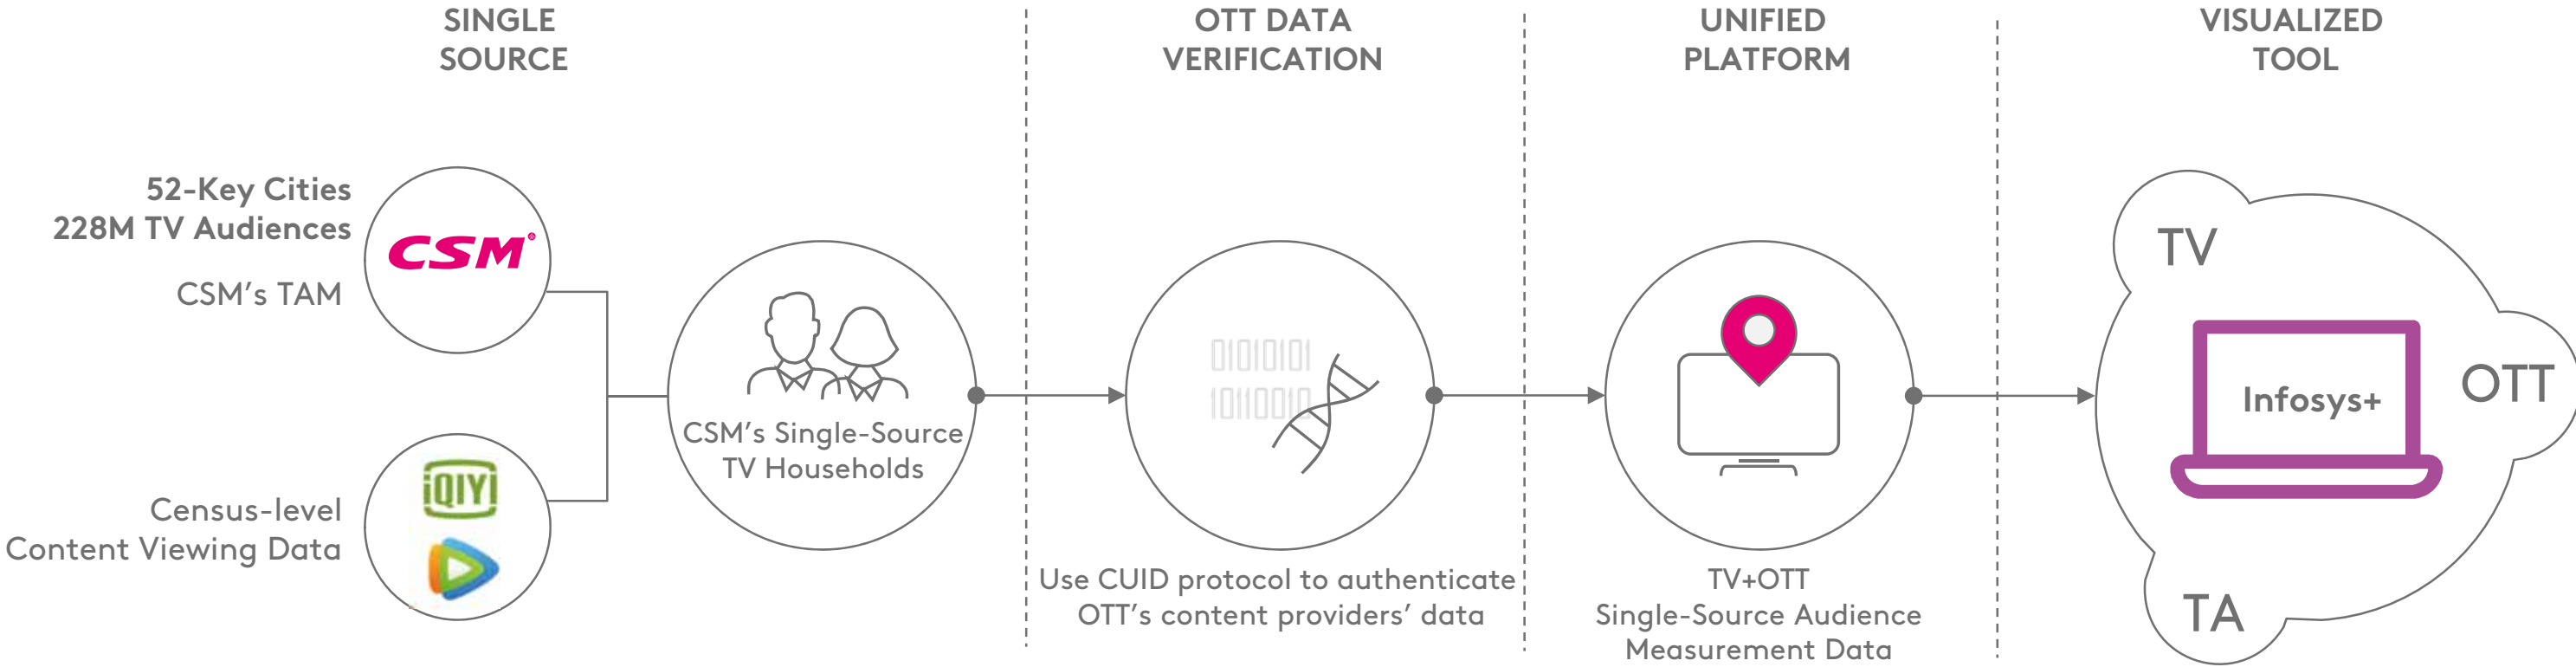 SINGLE
SOURCE
OTT DATA
VERIFICATION
UNIFIED
PLATFORM
VISUALIZED
TOOL
52-Key Cities
228M TV Audiences
CSM's TAM
CSM®
Census-level
Content Viewing Data
iQIYI
CSM's Single-Source
TV Households
01010101
10110010
Use CUID protocol to authenticate
OTT's content providers' data
TV+OTT
Single-Source Audience
Measurement Data
TV
OTT
Infosys+
TA